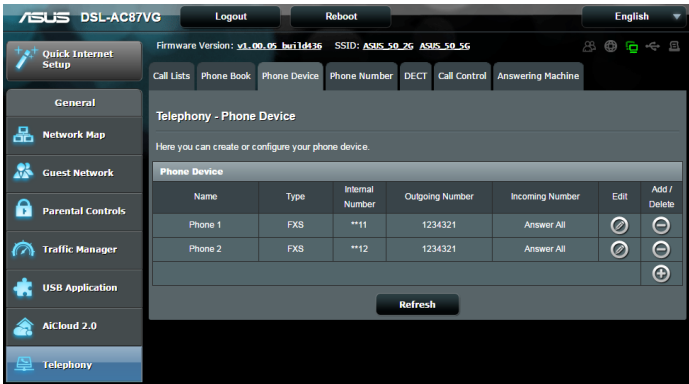 ASUS DSL-AC87VG Logout Reboot English
Quick Internet Setup
Firmware Version: v1.00.05 build436 SSID: ASUS_50_2G ASUS_50_5G
Call Lists Phone Book Phone Device Phone Number DECT Call Control Answering Machine
General
Network Map
Guest Network
Parental Controls
Traffic Manager
USB Application
AiCloud 2.0
Telephony
Telephony - Phone Device
Here you can create or configure your phone device.
Phone Device
Name Type Internal Number Outgoing Number Incoming Number Edit Add / Delete
Phone 1 FXS **11 1234321 Answer All
Phone 2 FXS **12 1234321 Answer All
Refresh